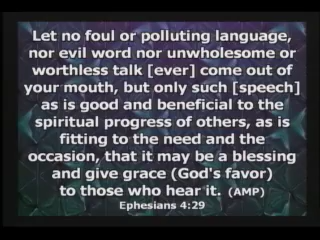 Let no foul or polluting language,
nor evil word nor unwholesome or
worthless talk [ever] come out of
your mouth, but only such [speech]
as is good and beneficial to the
spiritual progress of others, as is
fitting to the need and the
occasion, that it may be a blessing
and give grace (God's favor)
to those who hear it. (AMP)
Ephesians 4:29